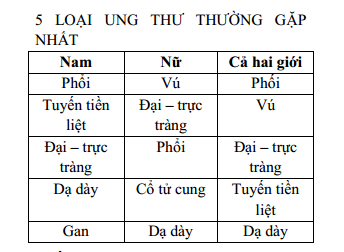 5 LOẠI UNG THƯ THƯỜNG GẶP
NHẤT
Nam Nữ Cả hai giới
Phổi Vú Phối
Tuyến tiền Đại – trực Vú
liệt tràng
Đại – trực Phổi Đại – trực
tràng tràng
Dạ dày Cổ tử cung Tuyến tiền
liệt
Gan Dạ dày Dạ dày